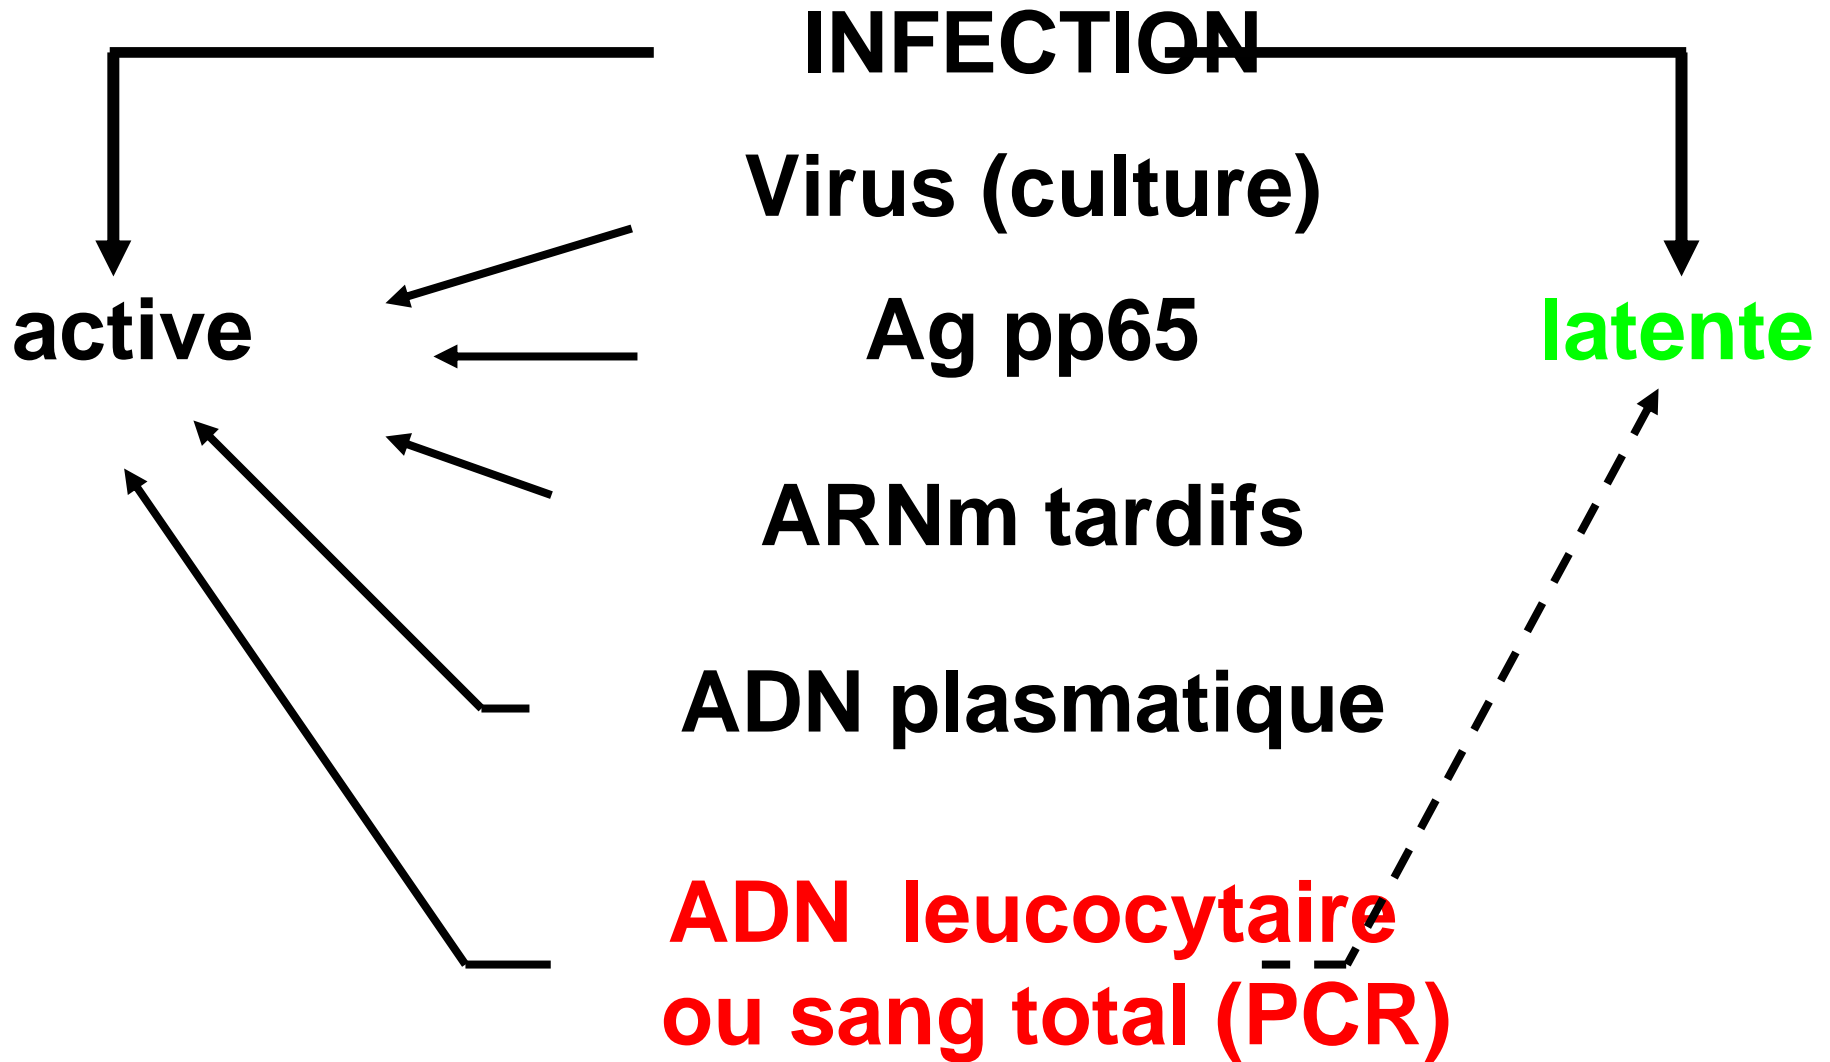 INFECTION
Virus (culture)
active
Ag pp65
latente
ARNm tardifs
ADN plasmatique
ADN leucocytaire
ou sang total (PCR)